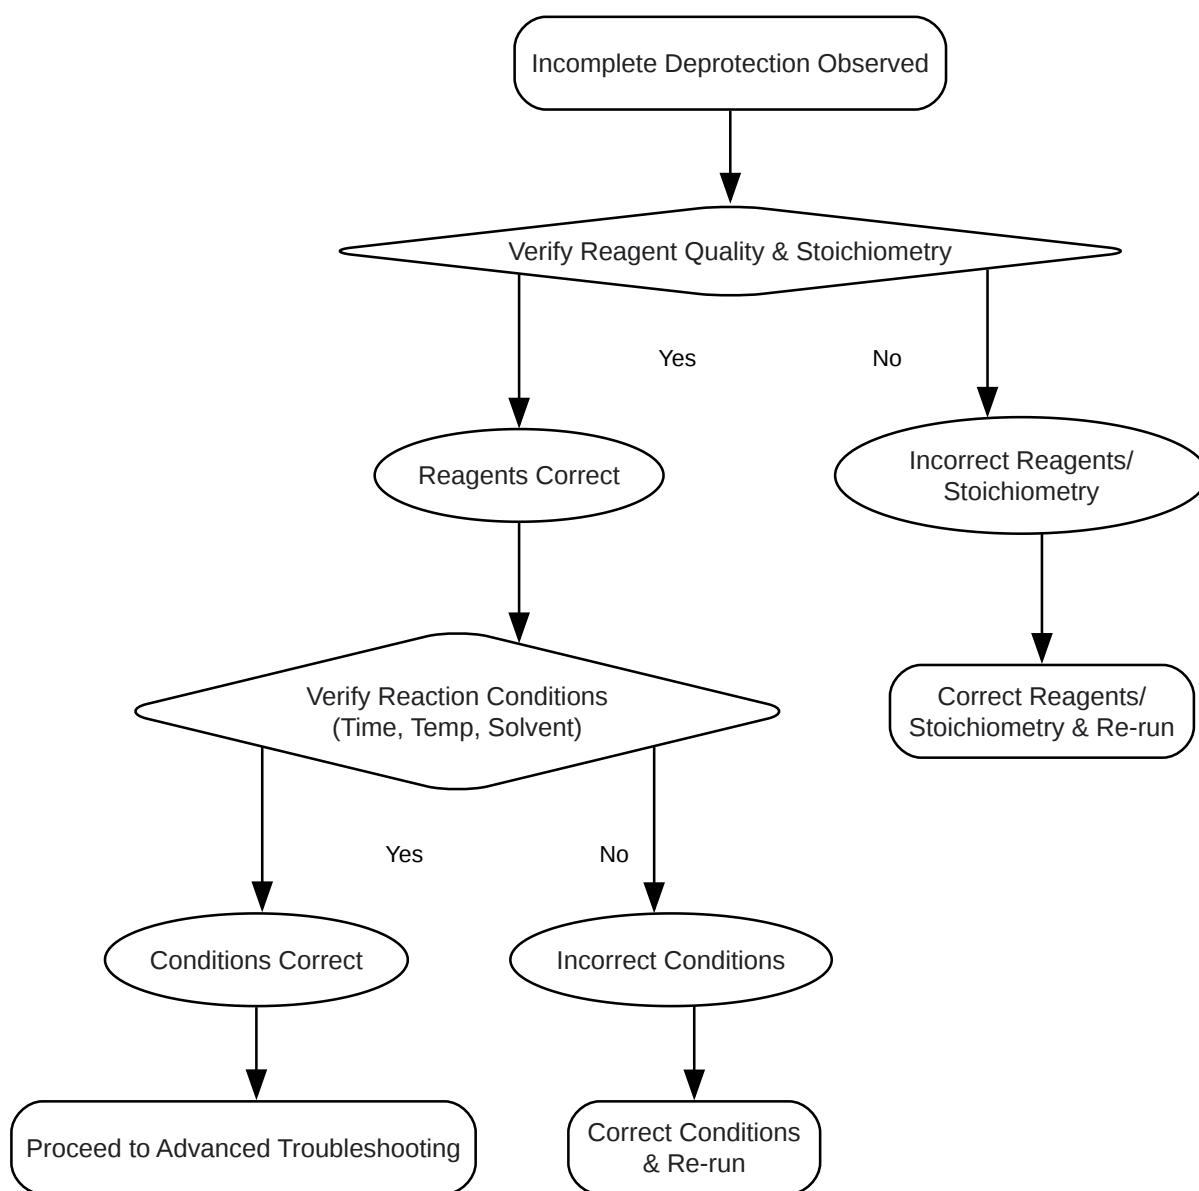 Incomplete Deprotection Observed
Verify Reagent Quality & Stoichiometry
Yes
No
Reagents Correct
Incorrect Reagents/
Stoichiometry
Verify Reaction Conditions
(Time, Temp, Solvent)
Correct Reagents/
Stoichiometry & Re-run
Yes
No
Conditions Correct
Incorrect Conditions
Proceed to Advanced Troubleshooting
Correct Conditions
& Re-run